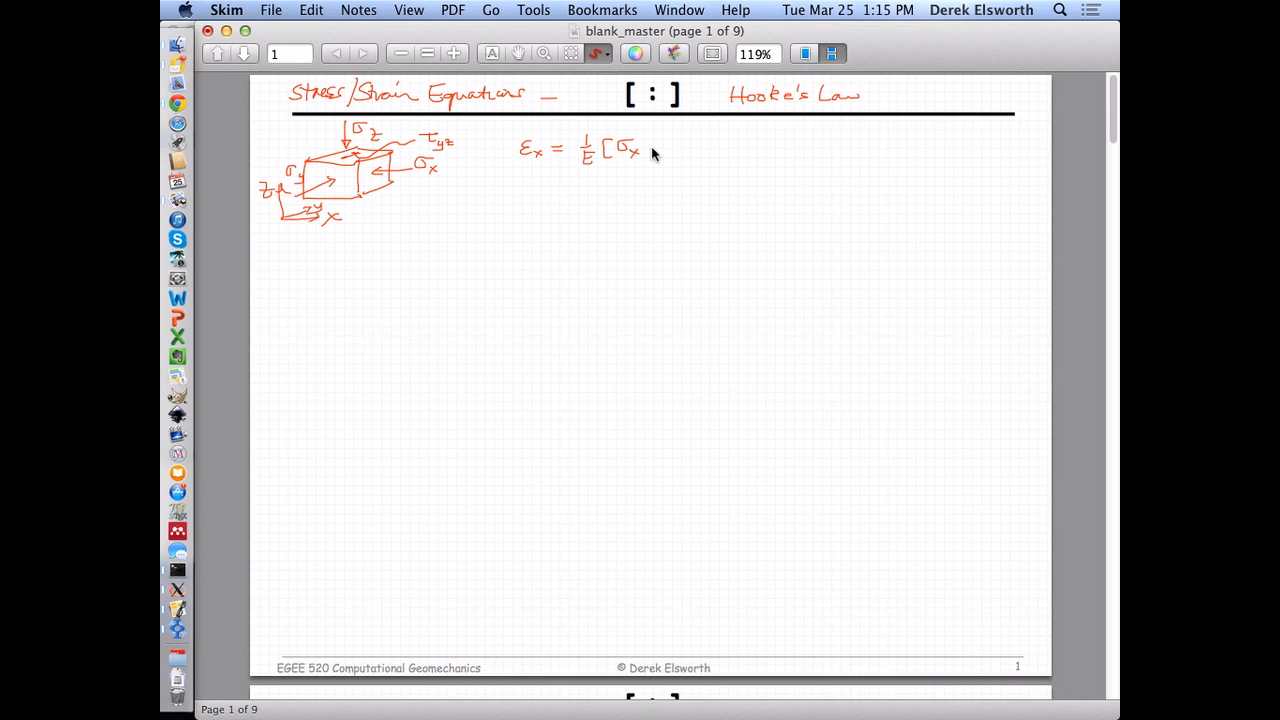 Skim File Edit Notes View PDF Go Tools Bookmarks Window Help Tue Mar 25 1:15 PM Derek Elsworth
blank_master (page 1 of 9)
1 119%
Stress/Strain Equations — [ : ] Hooke's Law
σz
τyz
σx
σy
z
y
x
εx = 1/E [σx
EGEE 520 Computational Geomechanics © Derek Elsworth 1
[ : ]
Page 1 of 9